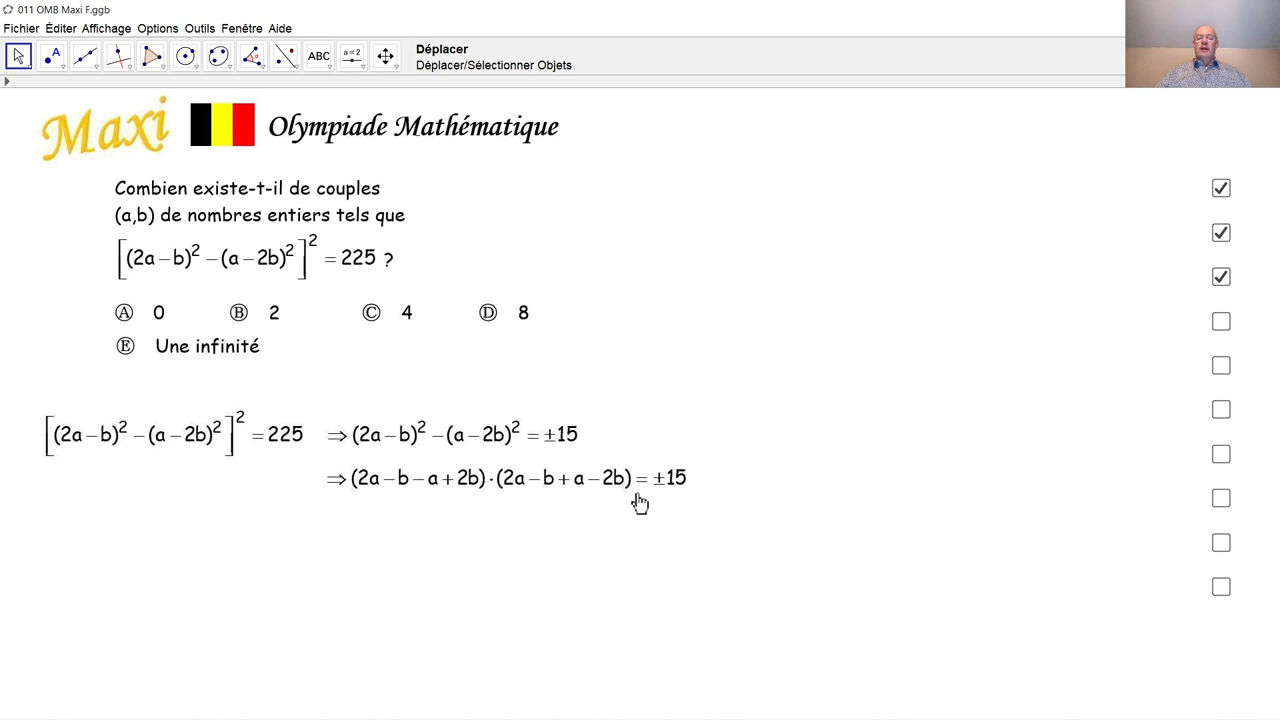 011 OMB Maxi F.ggb
Fichier Éditer Affichage Options Outils Fenêtre Aide
A ABC a=2 Déplacer
Déplacer/Sélectionner Objets
Maxi Olympiade Mathématique
Combien existe-t-il de couples
(a,b) de nombres entiers tels que
[(2a−b)²−(a−2b)²]²=225 ?
Ⓐ 0 Ⓑ 2 Ⓒ 4 Ⓓ 8
Ⓔ Une infinité
[(2a−b)²−(a−2b)²]²=225 ⇒(2a−b)²−(a−2b)²=±15
⇒(2a−b−a+2b)·(2a−b+a−2b)=±15